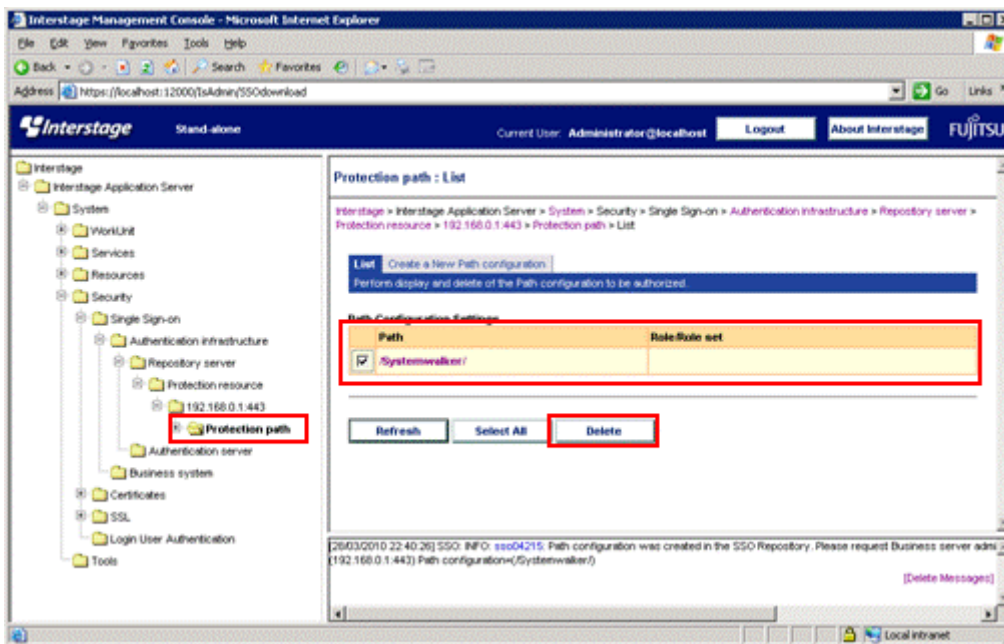 Interstage Management Console - Microsoft Internet Explorer
File Edit View Favorites Tools Help
Back Search Favorites
Address https://localhost:12000/IsAdmin/SSOdownload Go Links
Interstage Stand-alone Current User: Administrator@localhost Logout About Interstage FUJITSU
Interstage
Interstage Application Server
System
WorkUnit
Services
Resources
Security
Single Sign-on
Authentication infrastructure
Repository server
Protection resource
192.168.0.1:443
Protection path
Authentication server
Business system
Certificates
SSL
Login User Authentication
Tools
Protection path : List
Interstage > Interstage Application Server > System > Security > Single Sign-on > Authentication infrastructure > Repository server >
Protection resource > 192.168.0.1:443 > Protection path > List
List Create a New Path configuration
Perform display and delete of the Path configuration to be authorized.
Path Configuration Settings
Path Role/Role set
/Systemwalker/
Refresh Select All Delete
[28/03/2010 22:40:26] SSO: INFO: sso04215: Path configuration was created in the SSO Repository. Please request Business server admi
(192.168.0.1:443) Path configuration=(/Systemwalker/)
[Delete Messages]
Local intranet